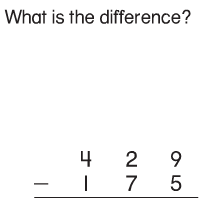 What is the difference?
4 2 9
– 1 7 5